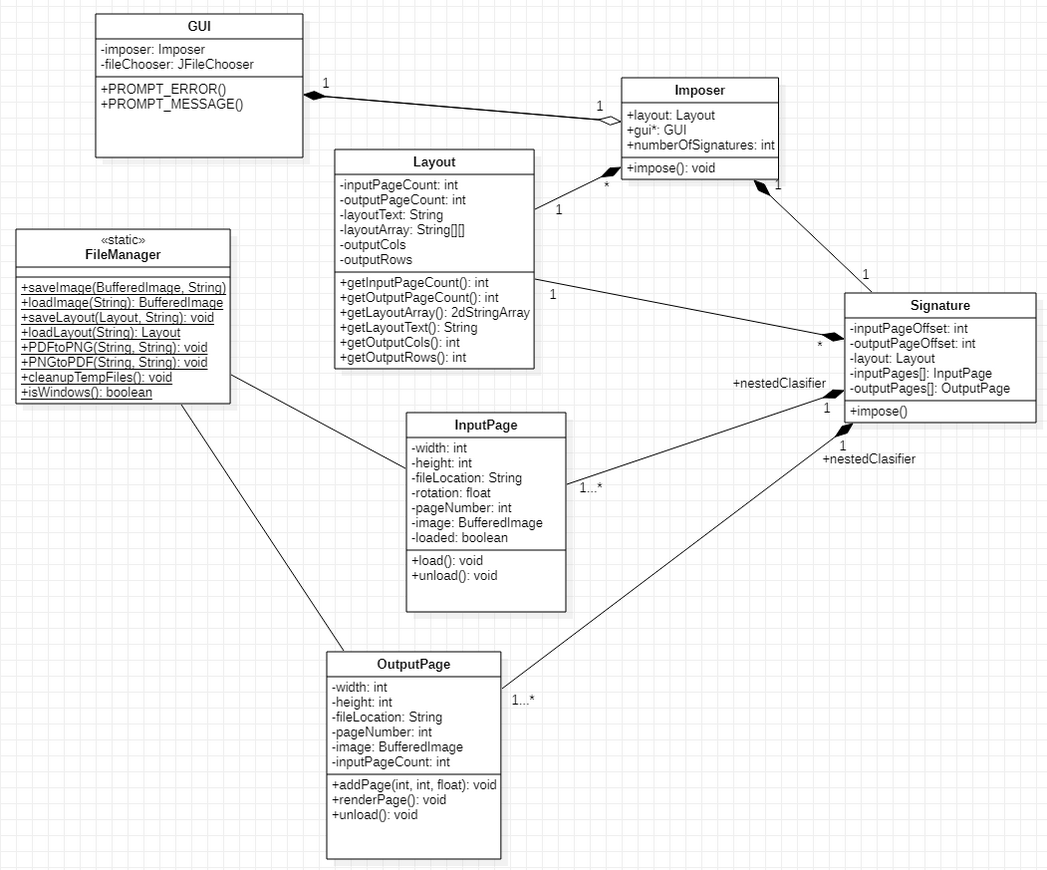 GUI
-imposer: Imposer
-fileChooser: JFileChooser
+PROMPT_ERROR()
+PROMPT_MESSAGE()
1
1
Imposer
+layout: Layout
+gui*: GUI
+numberOfSignatures: int
+impose(): void
*
1
1
1
Layout
-inputPageCount: int
-outputPageCount: int
-layoutText: String
-layoutArray: String[][]
-outputCols
-outputRows
+getInputPageCount(): int
+getOutputPageCount(): int
+getLayoutArray(): 2dStringArray
+getLayoutText(): String
+getOutputCols(): int
+getOutputRows(): int
1
*
«static»
FileManager
+saveImage(BufferedImage, String)
+loadImage(String): BufferedImage
+saveLayout(Layout, String): void
+loadLayout(String): Layout
+PDFtoPNG(String, String): void
+PNGtoPDF(String, String): void
+cleanupTempFiles(): void
+isWindows(): boolean
Signature
-inputPageOffset: int
-outputPageOffset: int
-layout: Layout
-inputPages[]: InputPage
-outputPages[]: OutputPage
+impose()
+nestedClasifier
1
1
+nestedClasifier
InputPage
-width: int
-height: int
-fileLocation: String
-rotation: float
-pageNumber: int
-image: BufferedImage
-loaded: boolean
+load(): void
+unload(): void
1...*
OutputPage
-width: int
-height: int
-fileLocation: String
-pageNumber: int
-image: BufferedImage
-inputPageCount: int
+addPage(int, int, float): void
+renderPage(): void
+unload(): void
1...*